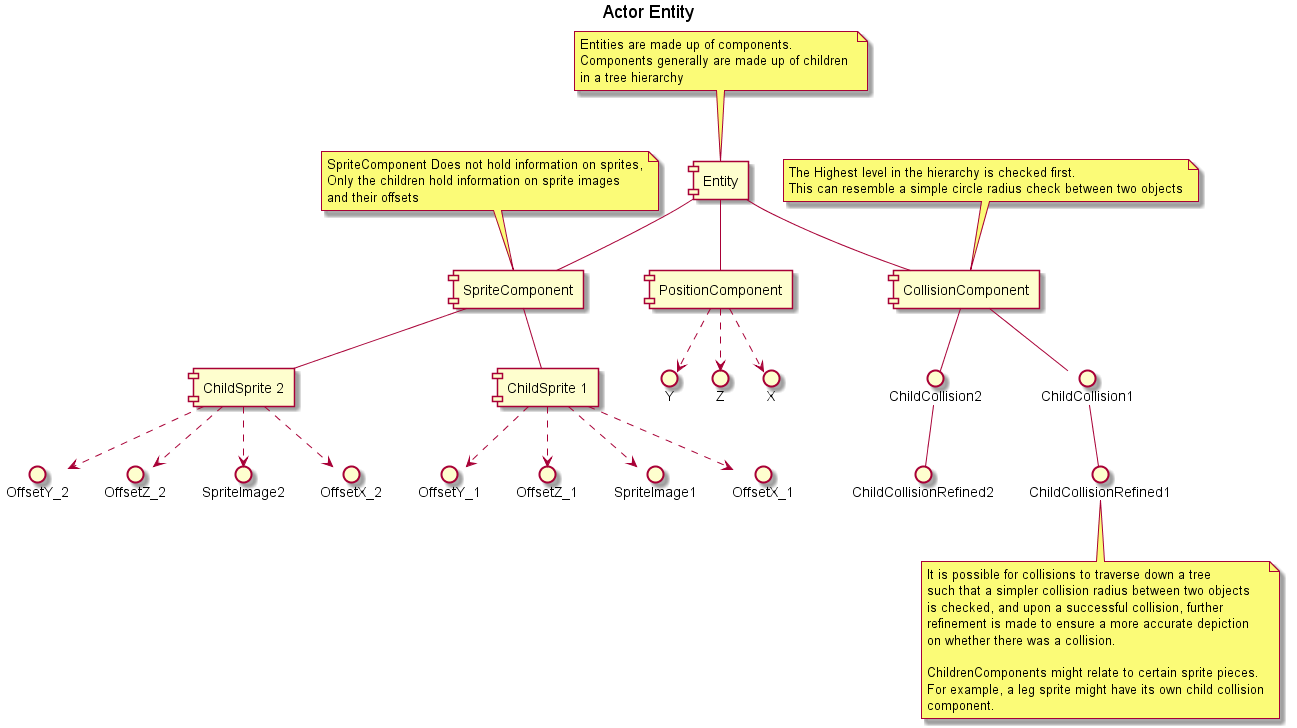 Actor Entity
Entities are made up of components.
Components generally are made up of children
in a tree hierarchy
SpriteComponent Does not hold information on sprites,
Only the children hold information on sprite images
and their offsets
Entity
The Highest level in the hierarchy is checked first.
This can resemble a simple circle radius check between two objects
SpriteComponent
PositionComponent
CollisionComponent
ChildSprite 2
ChildSprite 1
Y
Z
X
ChildCollision2
ChildCollision1
OffsetY_2
OffsetZ_2
SpriteImage2
OffsetX_2
OffsetY_1
OffsetZ_1
SpriteImage1
OffsetX_1
ChildCollisionRefined2
ChildCollisionRefined1
It is possible for collisions to traverse down a tree
such that a simpler collision radius between two objects
is checked, and upon a successful collision, further
refinement is made to ensure a more accurate depiction
on whether there was a collision.
ChildrenComponents might relate to certain sprite pieces.
For example, a leg sprite might have its own child collision
component.